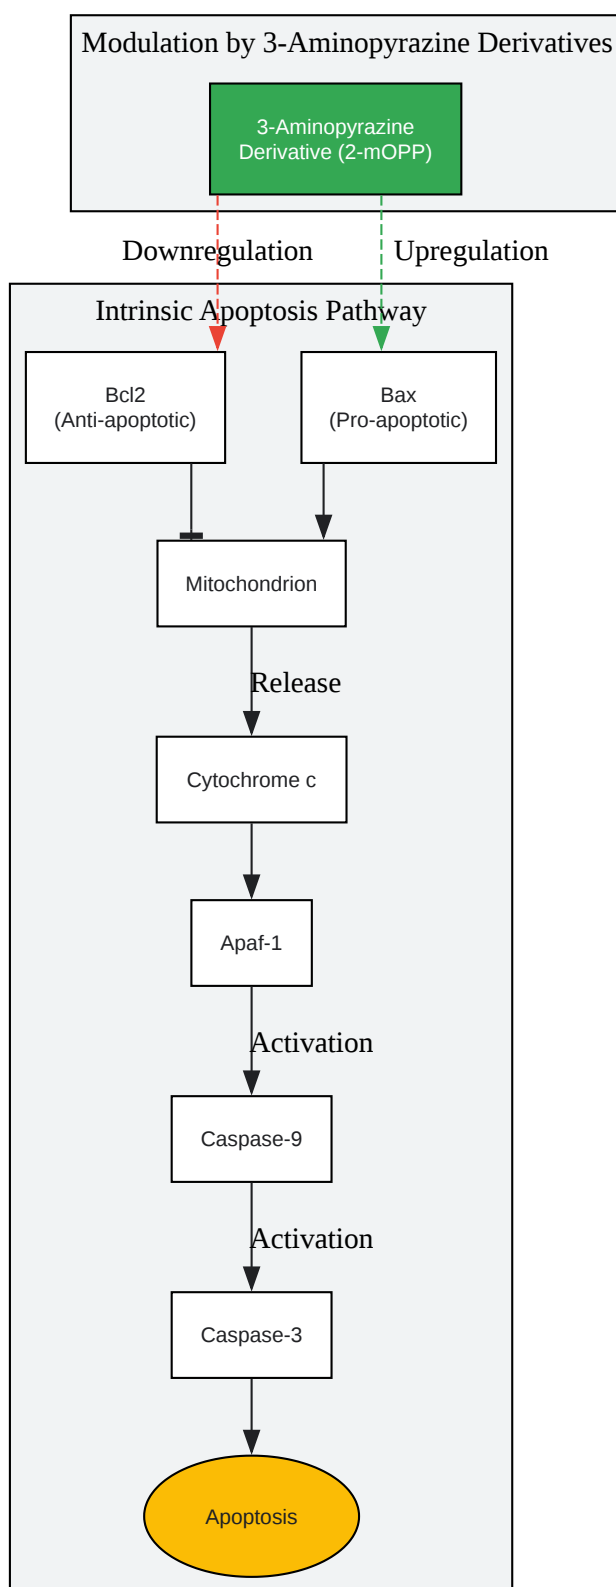 Modulation by 3-Aminopyrazine Derivatives
3-Aminopyrazine
Derivative (2-mOPP)
Downregulation
Upregulation
Intrinsic Apoptosis Pathway
Bcl2
(Anti-apoptotic)
Bax
(Pro-apoptotic)
Mitochondrion
Release
Cytochrome c
Apaf-1
Activation
Caspase-9
Activation
Caspase-3
Apoptosis